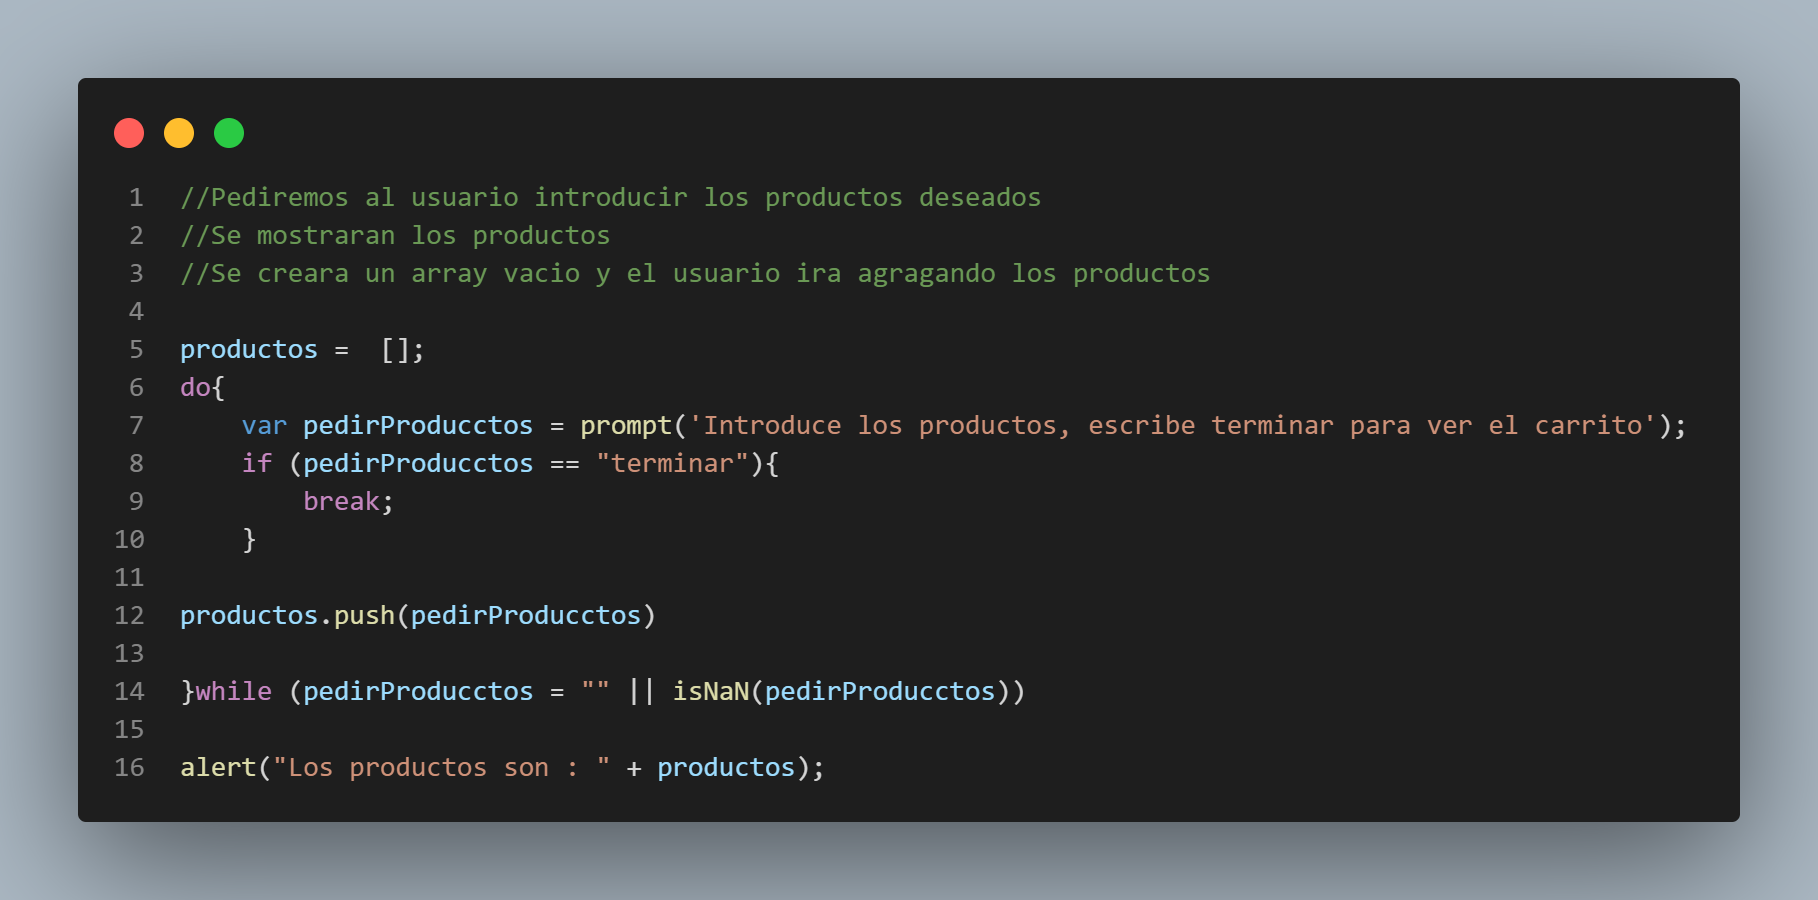 1 //Pediremos al usuario introducir los productos deseados
2 //Se mostraran los productos
3 //Se creara un array vacio y el usuario ira agragando los productos
4
5 productos =  [];
6 do{
7     var pedirProducctos = prompt('Introduce los productos, escribe terminar para ver el carrito');
8     if (pedirProducctos == "terminar"){
9         break;
10     }
11
12 productos.push(pedirProducctos)
13
14 }while (pedirProducctos = "" || isNaN(pedirProducctos))
15
16 alert("Los productos son : " + productos);